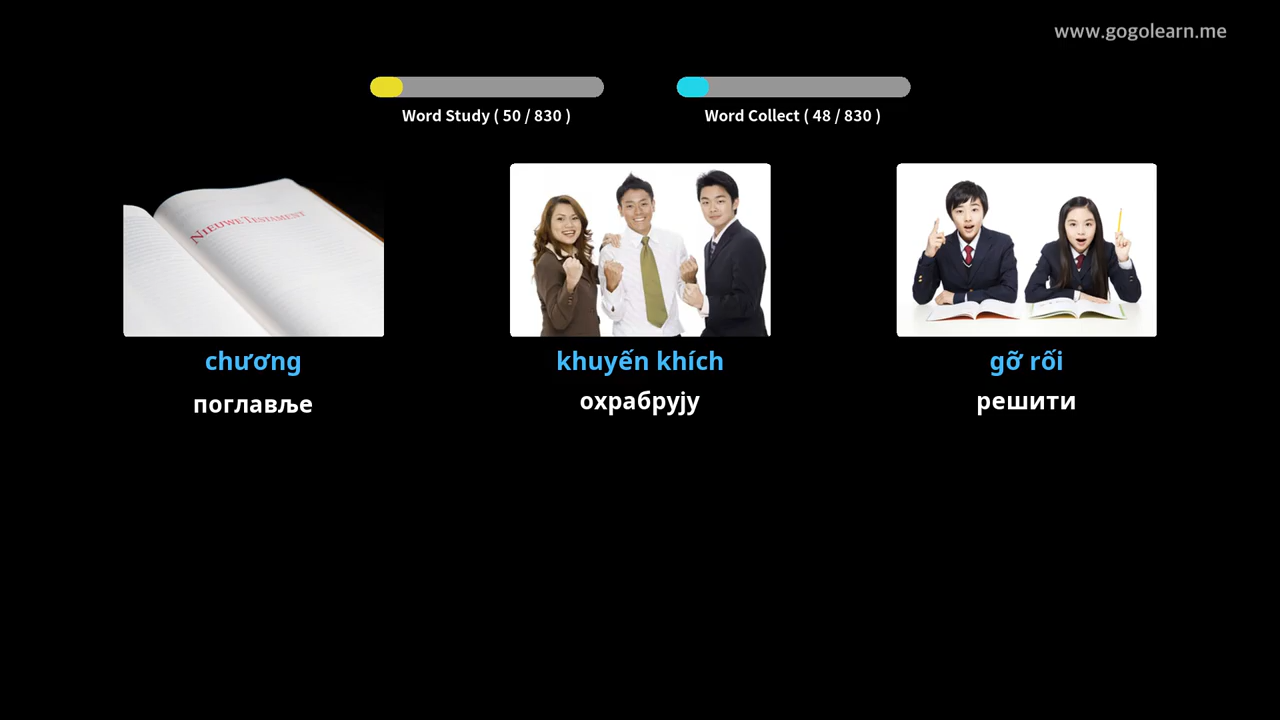 www.gogolearn.me
Word Study ( 50 / 830 )
Word Collect ( 48 / 830 )
NIEUWE TESTAMENT
chương
khuyến khích
gỡ rối
поглавље
охрабрују
решити